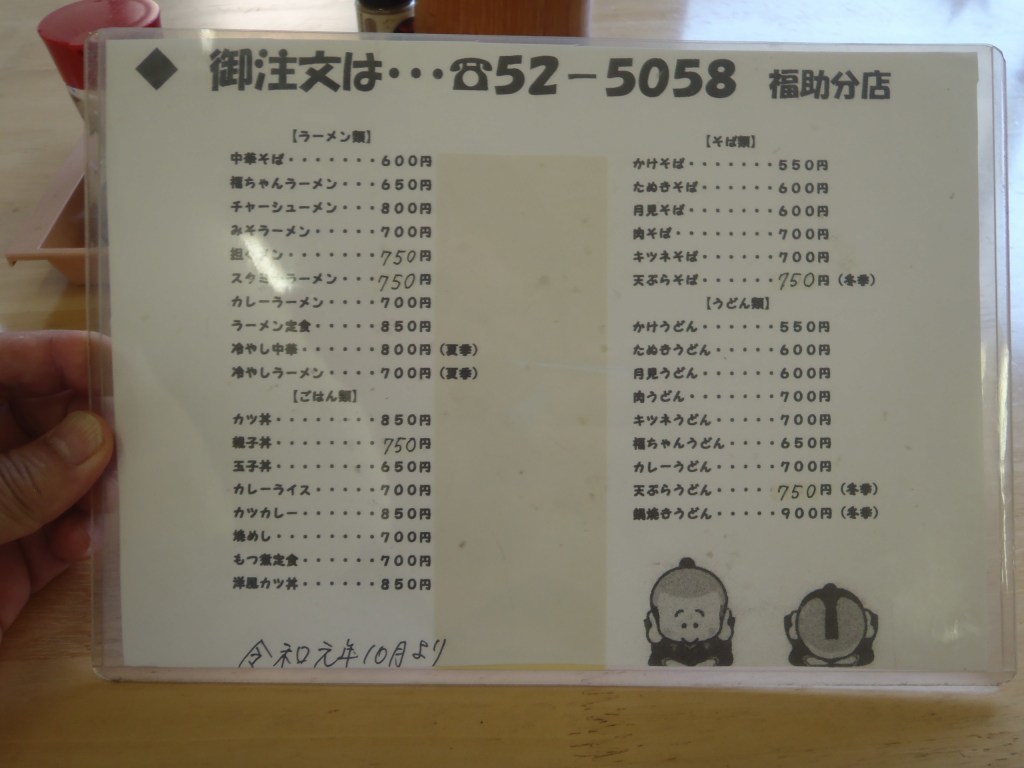 ◆ 御注文は・・・☎52－5058 福助分店
【ラーメン類】
中華そば・・・・・・・600円
福ちゃんラーメン・・・650円
チャーシューメン・・・800円
みそラーメン・・・・・700円
担々メン・・・・・・・750円
スタミナラーメン・・・750円
カレーラーメン・・・・700円
ラーメン定食・・・・・850円
冷やし中華・・・・・・800円（夏季）
冷やしラーメン・・・・700円（夏季）
【ごはん類】
カツ丼・・・・・・・・850円
親子丼・・・・・・・・750円
玉子丼・・・・・・・・650円
カレーライス・・・・・700円
カツカレー・・・・・・850円
焼めし・・・・・・・・700円
もつ煮定食・・・・・・700円
洋風カツ丼・・・・・・850円
令和元年10月より
【そば類】
かけそば・・・・・・・・550円
たぬきそば・・・・・・・600円
月見そば・・・・・・・・600円
肉そば・・・・・・・・・700円
キツネそば・・・・・・・700円
天ぷらそば・・・・・・・750円（冬季）
【うどん類】
かけうどん・・・・・・・550円
たぬきうどん・・・・・・600円
月見うどん・・・・・・・600円
肉うどん・・・・・・・・700円
キツネうどん・・・・・・700円
福ちゃんうどん・・・・・650円
カレーうどん・・・・・・700円
天ぷらうどん・・・・・750円（冬季）
鍋焼きうどん・・・・・・900円（冬季）